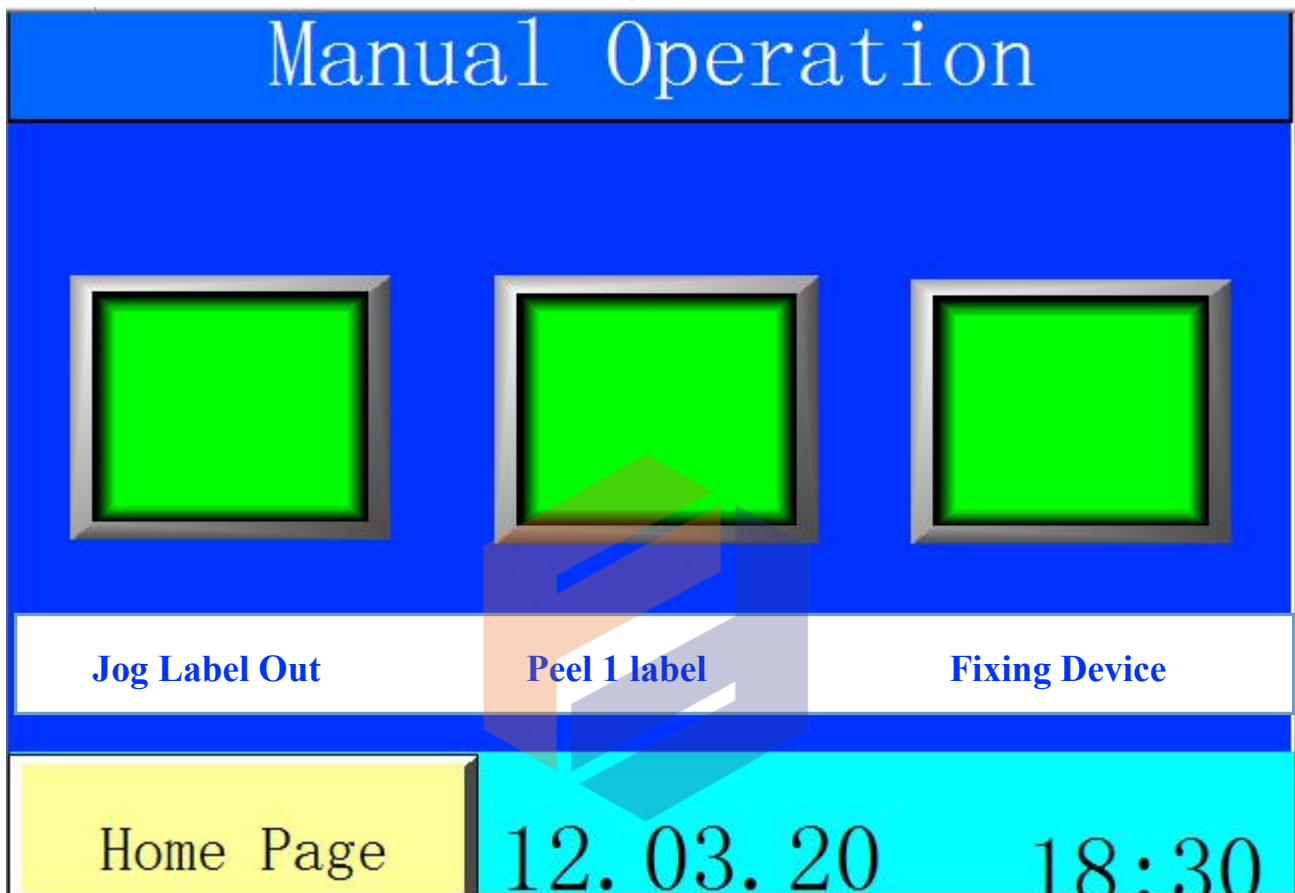 Manual Operation
Jog Label Out Peel 1 label Fixing Device
Home Page 12.03.20 18:30